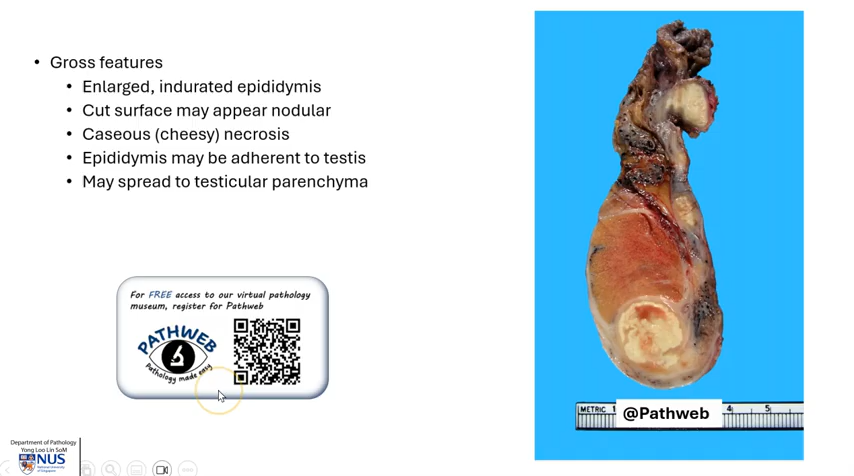 Gross features
Enlarged, indurated epididymis
Cut surface may appear nodular
Caseous (cheesy) necrosis
Epididymis may be adherent to testis
May spread to testicular parenchyma
For FREE access to our virtual pathology
museum, register for Pathweb
PATHWEB
Pathology made easy
METRIC 1
@Pathweb
4
5
Department of Pathology
Yong Loo Lin SoM
NUS
National University
of Singapore